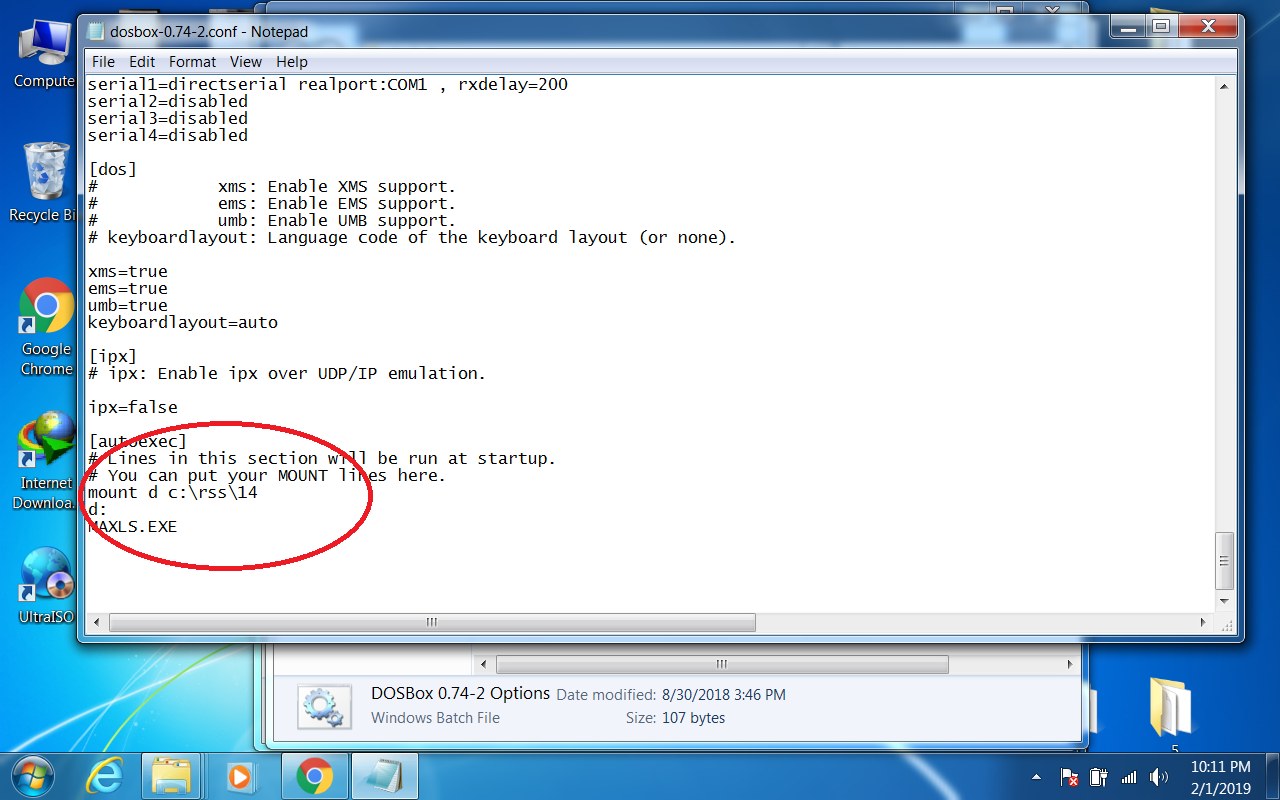 dosbox-0.74-2.conf - Notepad
File Edit Format View Help
serial1=directserial realport:COM1 , rxdelay=200
serial2=disabled
serial3=disabled
serial4=disabled
[dos]
# xms: Enable XMS support.
# ems: Enable EMS support.
# umb: Enable UMB support.
# keyboardlayout: Language code of the keyboard layout (or none).
xms=true
ems=true
umb=true
keyboardlayout=auto
[ipx]
# ipx: Enable ipx over UDP/IP emulation.
ipx=false
[autoexec]
# Lines in this section will be run at startup.
# You can put your MOUNT lines here.
mount d c:\rss\14
d:
MAXLS.EXE
Compute
Recycle Bi
Google
Chrome
Internet
Downloa...
UltraISO
DOSBox 0.74-2 Options Date modified: 8/30/2018 3:46 PM
Windows Batch File Size: 107 bytes
5
10:11 PM
2/1/2019